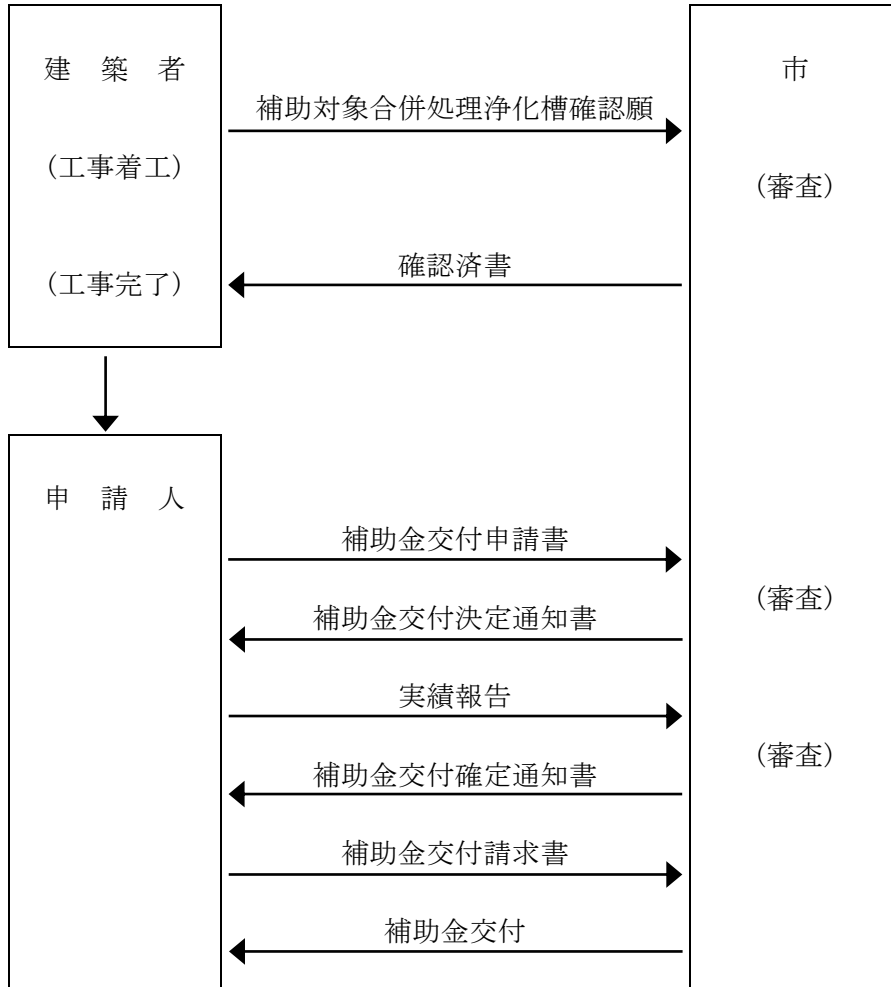 建　築　者
市
補助対象合併処理浄化槽確認願
（工事着工）
（審査）
確認済書
（工事完了）
申　請　人
補助金交付申請書
（審査）
補助金交付決定通知書
実績報告
（審査）
補助金交付確定通知書
補助金交付請求書
補助金交付